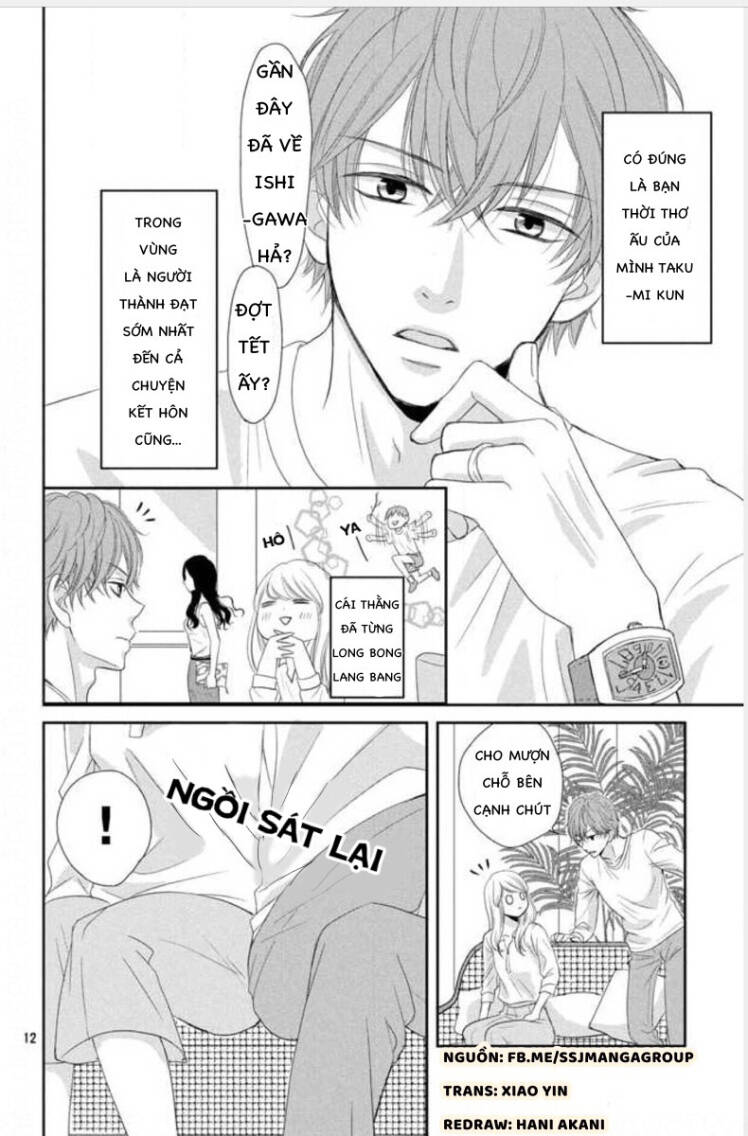 CÓ ĐÚNG
LÀ BẠN
THỜI THƠ
ẤU CỦA
MÌNH TAKU
-MI KUN
GẦN
ĐÂY
ĐÃ VỀ
ISHI
-GAWA
HẢ?
ĐỢT
TẾT
ẤY?
TRONG
VÙNG
LÀ NGƯỜI
THÀNH ĐẠT
SỚM NHẤT
ĐẾN CẢ
CHUYỆN
KẾT HÔN
CŨNG...
YA
HÔ
CÁI THẰNG
ĐÃ TỪNG
LONG BONG
LANG BANG
CHO MƯỢN
CHỖ BÊN
CẠNH CHÚT
!
NGỒI SÁT LẠI
12
NGUỒN: FB.ME/SSJMANGAGROUP
TRANS: XIAO YIN
REDRAW: HANI AKANI